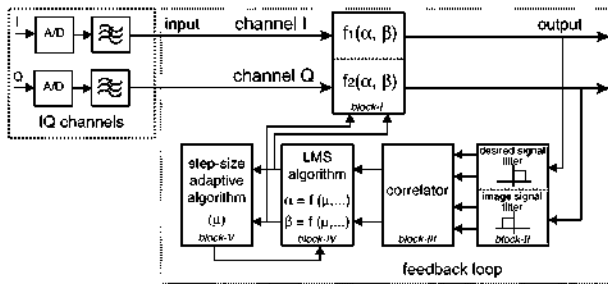 I
A/D
input
channel I
f1(α, β)
output
Q
A/D
channel Q
f2(α, β)
block-I
IQ channels
step-size
adaptive
algorithm
(μ)
block-V
LMS
algorithm
α = f (μ,...)
β = f (μ,...)
block-IV
correlator
block-III
desired signal
filter
image signal
filter
block-II
feedback loop